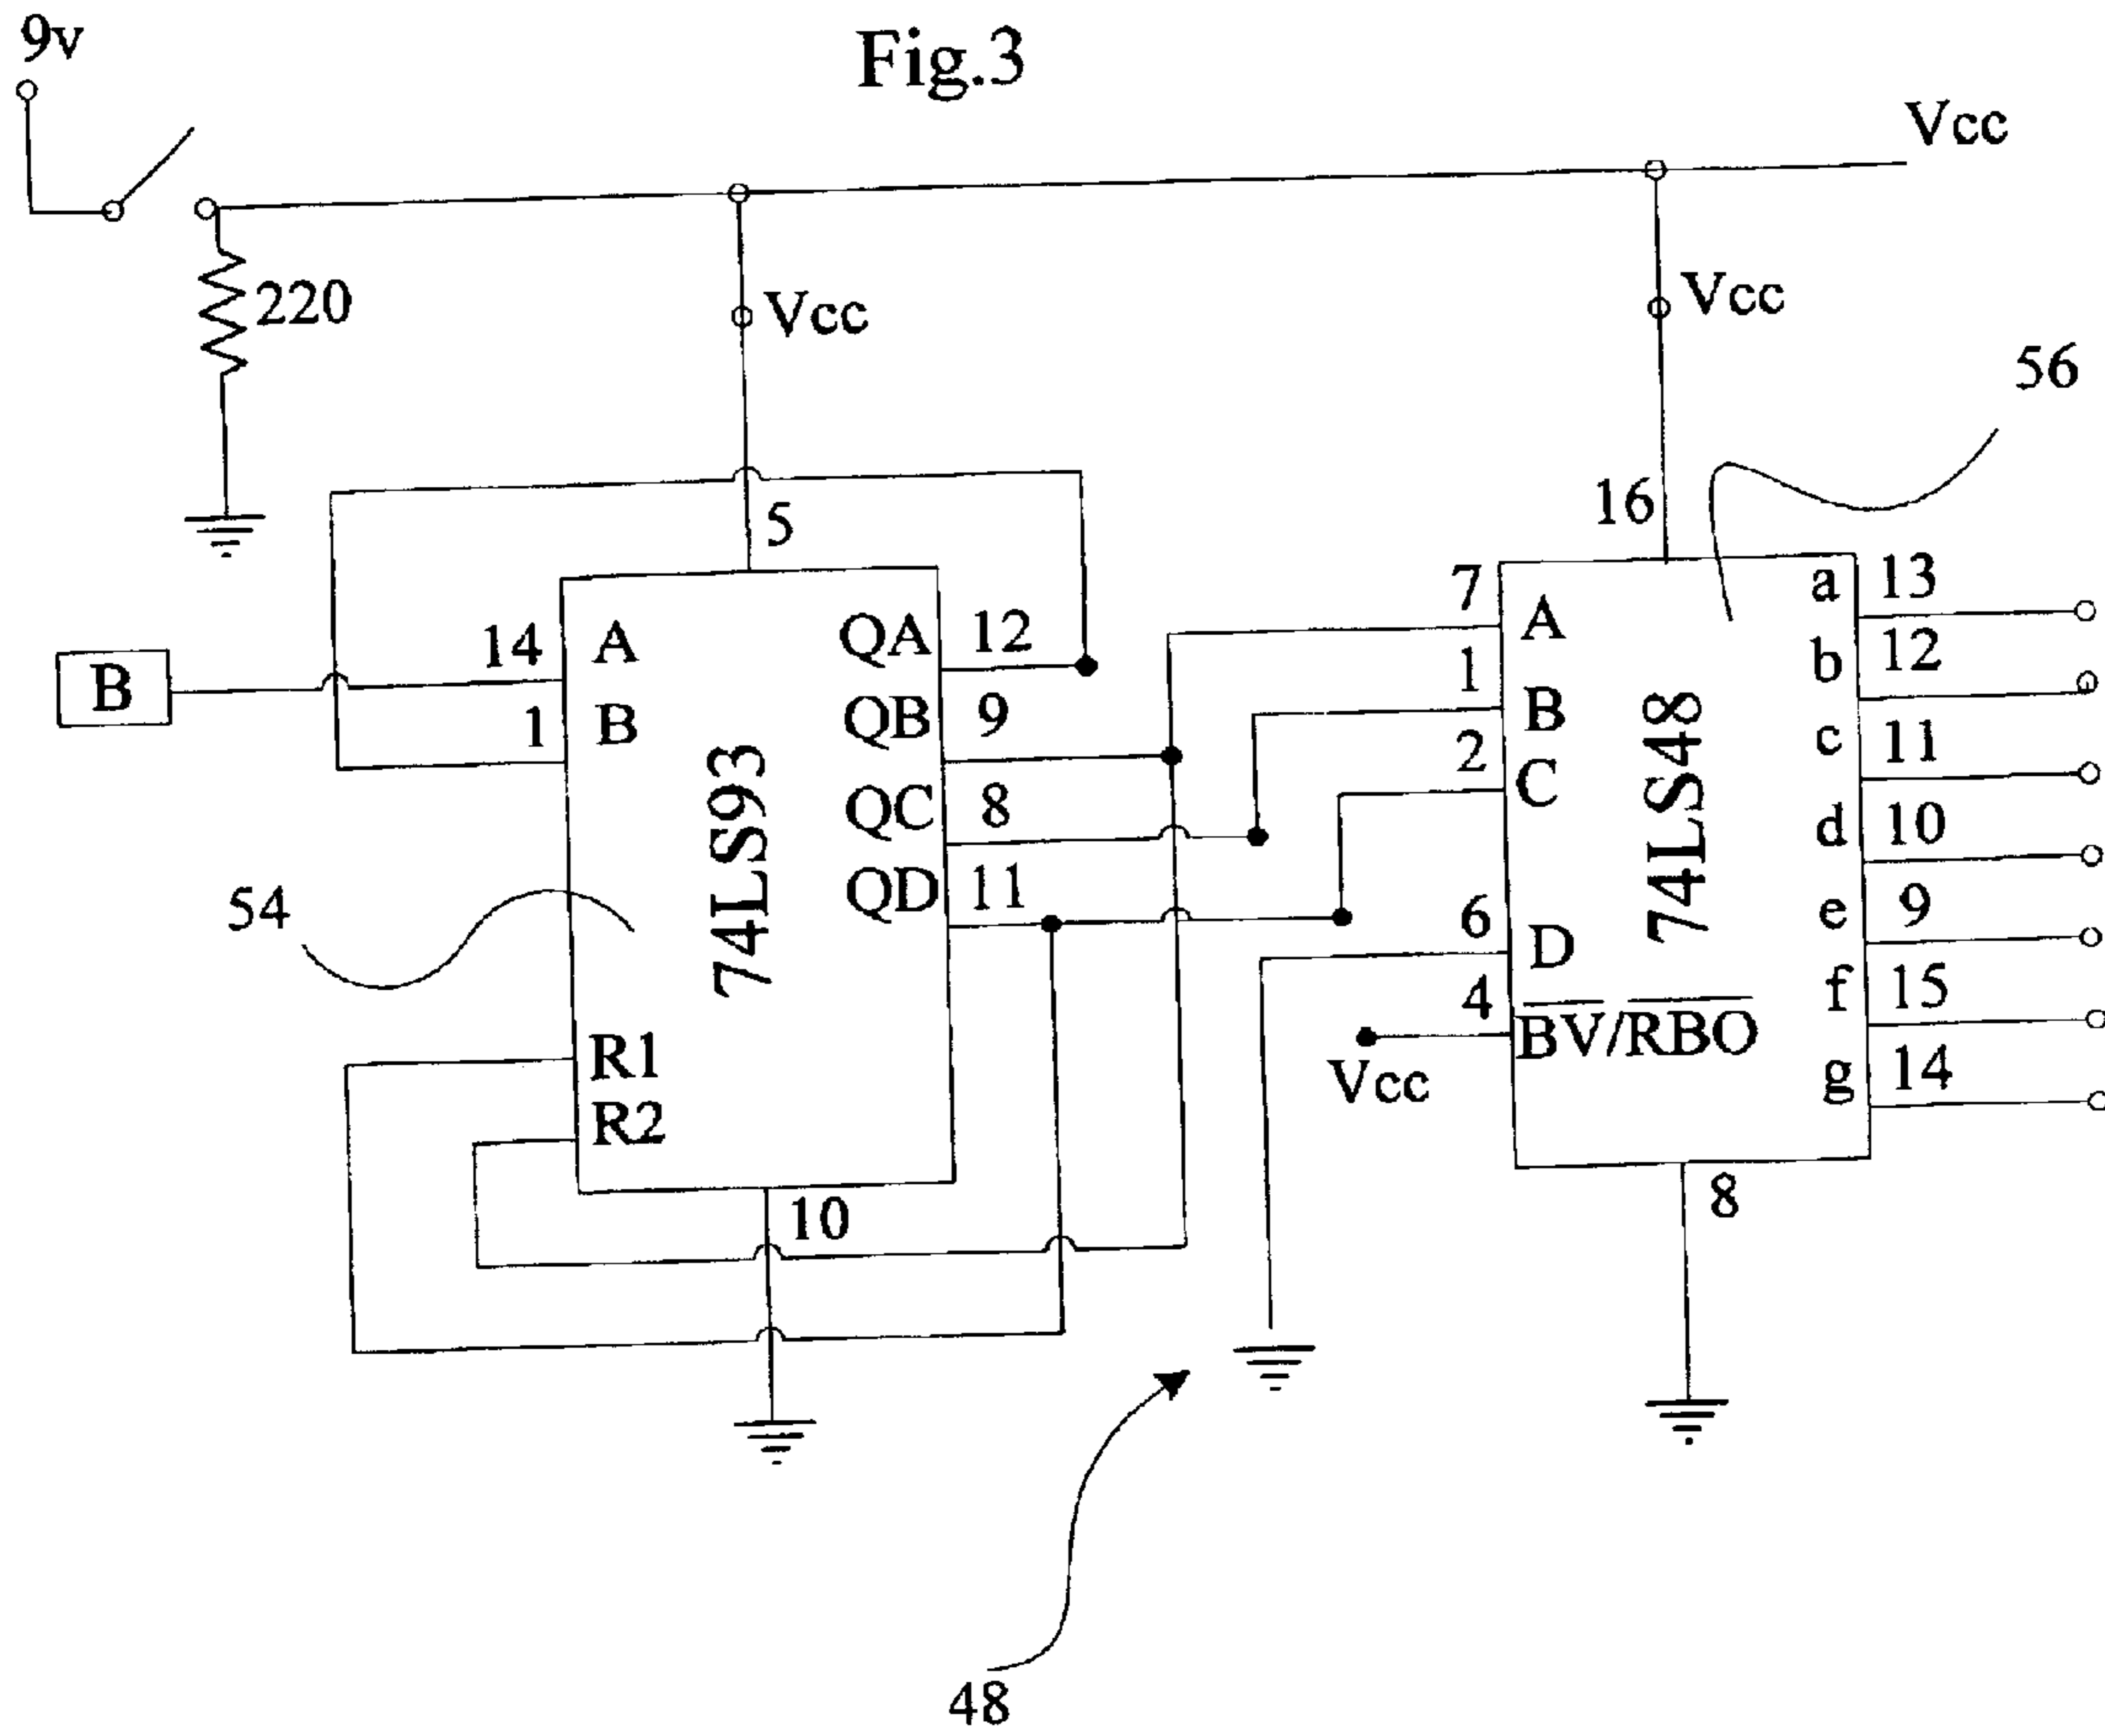 Fig.3
9v
Vcc
220
Vcc
Vcc
56
5
16
B
14 A
1 B
QA 12
QB 9
QC 8
QD 11
74LS93
54
R1
R2
10
7 A
1 B
2 C
6 D
4 BV/RBO
Vcc
74LS48
a 13
b 12
c 11
d 10
e 9
f 15
g 14
8
48